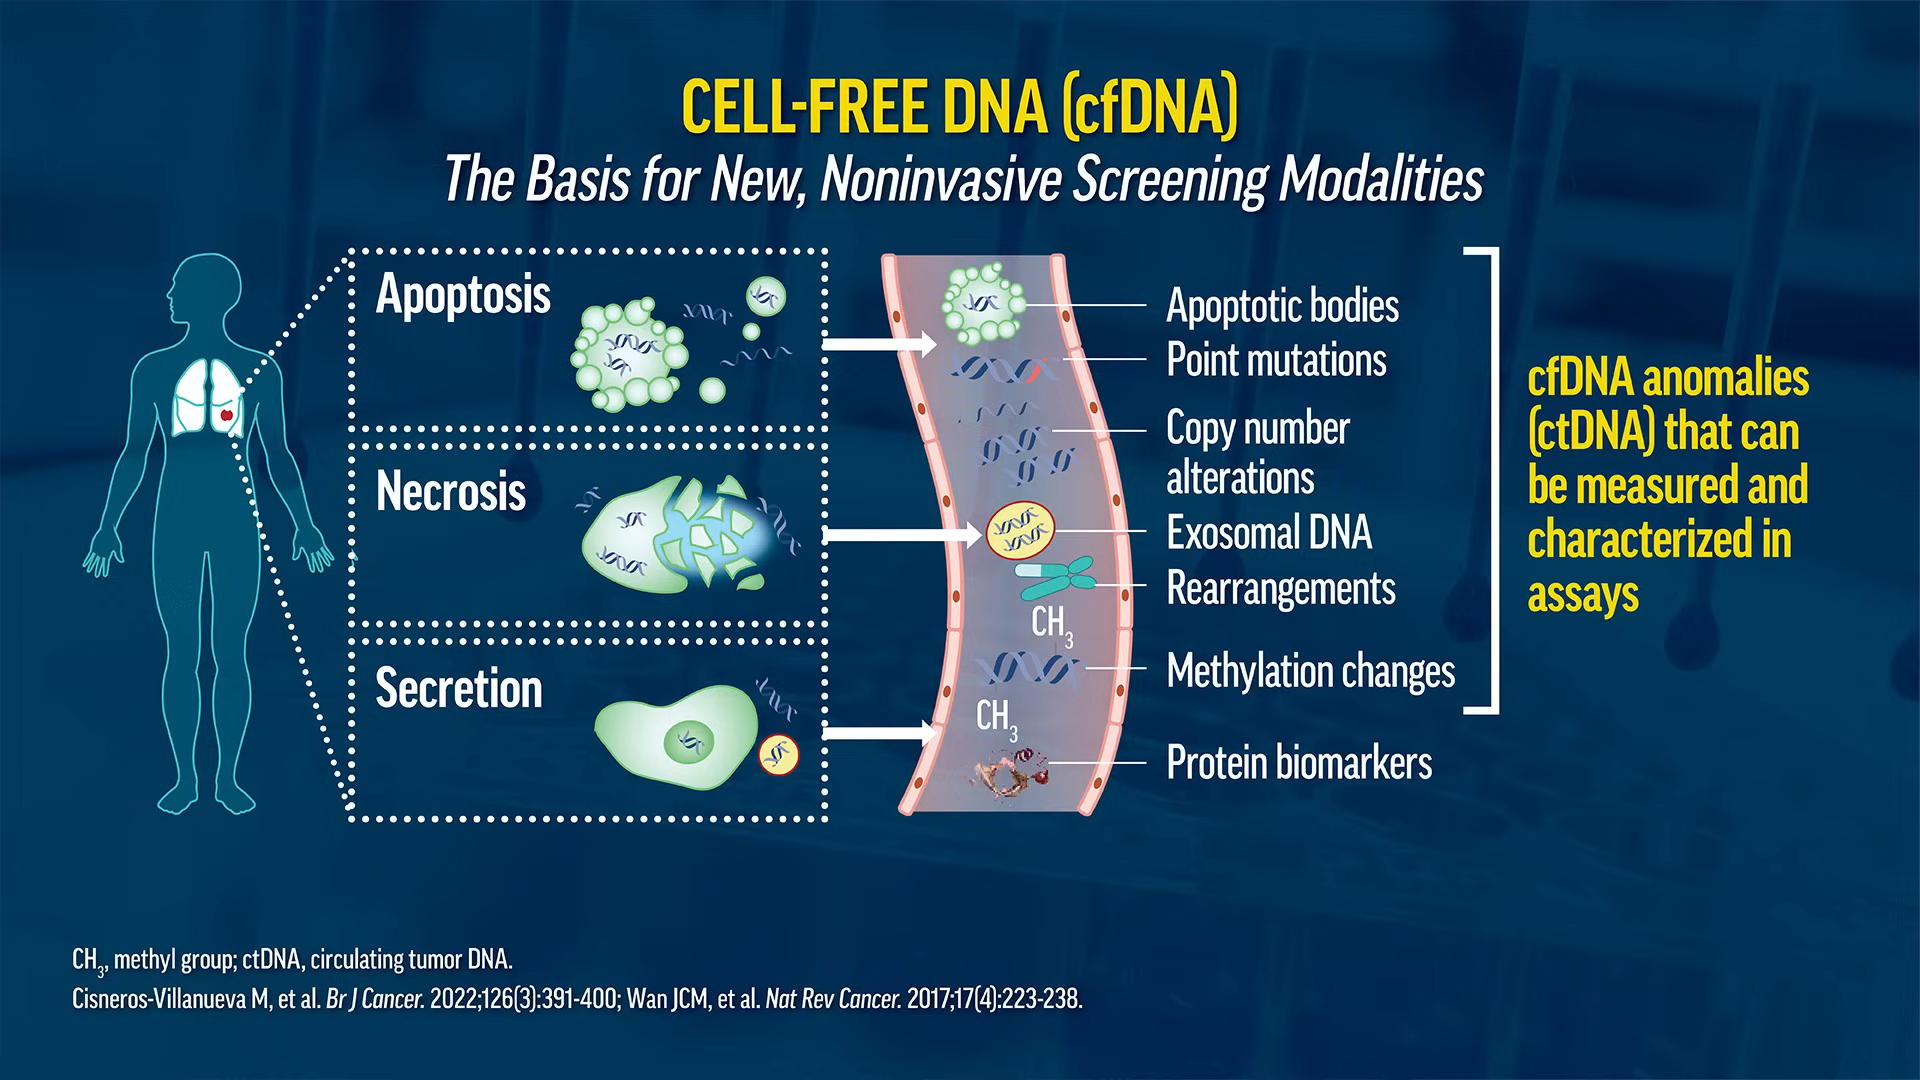 CELL-FREE DNA (cfDNA)
The Basis for New, Noninvasive Screening Modalities
Apoptosis
Necrosis
Secretion
Apoptotic bodies
Point mutations
Copy number
alterations
Exosomal DNA
Rearrangements
CH₃
Methylation changes
CH₃
Protein biomarkers
cfDNA anomalies
(ctDNA) that can
be measured and
characterized in
assays
CH₃, methyl group; ctDNA, circulating tumor DNA.
Cisneros-Villanueva M, et al. Br J Cancer. 2022;126(3):391-400; Wan JCM, et al. Nat Rev Cancer. 2017;17(4):223-238.